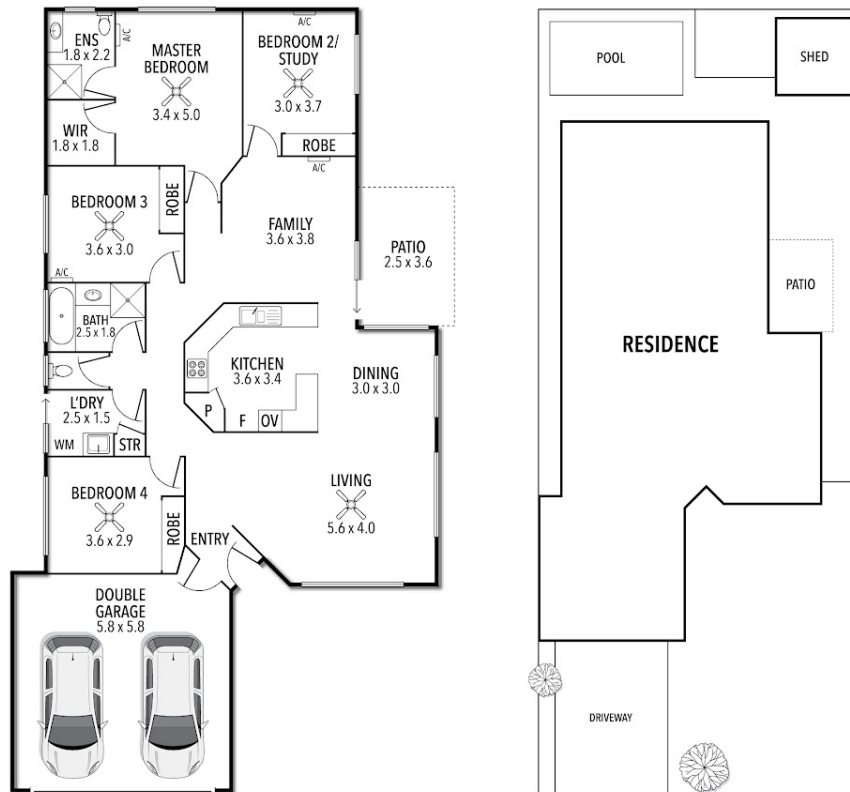 ENS
1.8 x 2.2
A/C
MASTER
BEDROOM
3.4 x 5.0
A/C
BEDROOM 2/
STUDY
3.0 x 3.7
WIR
1.8 x 1.8
ROBE
A/C
BEDROOM 3
3.6 x 3.0
ROBE
A/C
FAMILY
3.6 x 3.8
PATIO
2.5 x 3.6
BATH
2.5 x 1.8
KITCHEN
3.6 x 3.4
P
F
OV
DINING
3.0 x 3.0
L'DRY
2.5 x 1.5
WM
STR
BEDROOM 4
3.6 x 2.9
ROBE
ENTRY
LIVING
5.6 x 4.0
DOUBLE
GARAGE
5.8 x 5.8
POOL
SHED
PATIO
RESIDENCE
DRIVEWAY